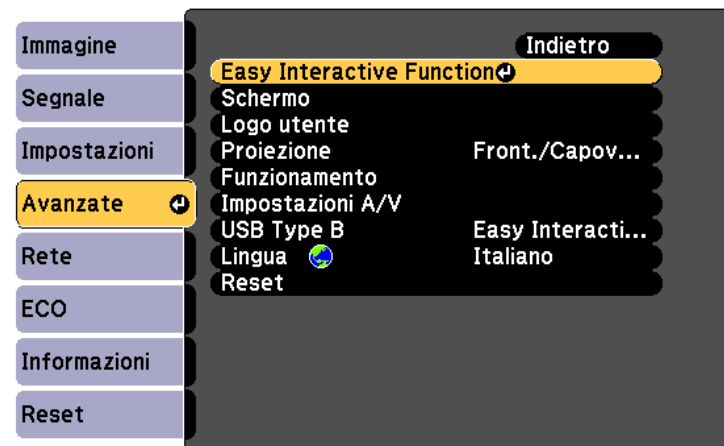 Immagine
Segnale
Impostazioni
Avanzate
Rete
ECO
Informazioni
Reset
Indietro
Easy Interactive Function
Schermo
Logo utente
Proiezione Front./Capov...
Funzionamento
Impostazioni A/V
USB Type B Easy Interacti...
Lingua Italiano
Reset